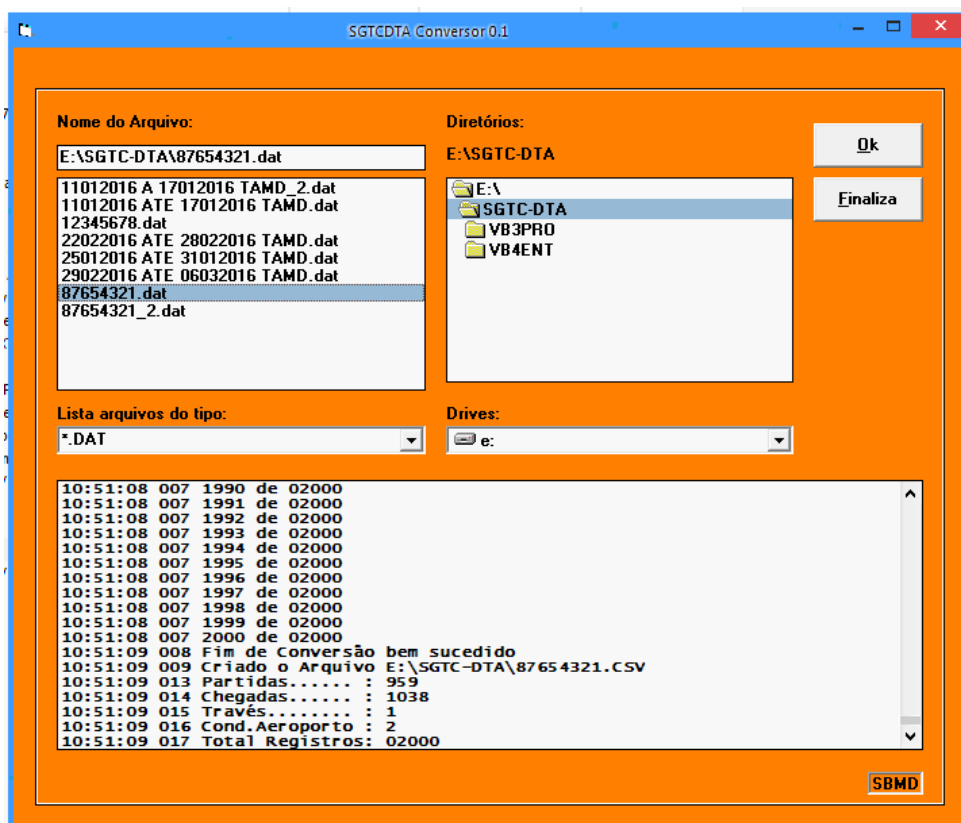 SGTCDTA Conversor 0.1
Nome do Arquivo:
E:\SGTC-DTA\87654321.dat
11012016 A 17012016 TAMD_2.dat
11012016 ATE 17012016 TAMD.dat
12345678.dat
22022016 ATE 28022016 TAMD.dat
25012016 ATE 31012016 TAMD.dat
29022016 ATE 06032016 TAMD.dat
87654321.dat
87654321_2.dat
Diretórios:
E:\SGTC-DTA
E:\
SGTC-DTA
VB3PRO
VB4ENT
Ok
Finaliza
Lista arquivos do tipo:
*.DAT
Drives:
e:
10:51:08 007 1990 de 02000
10:51:08 007 1991 de 02000
10:51:08 007 1992 de 02000
10:51:08 007 1993 de 02000
10:51:08 007 1994 de 02000
10:51:08 007 1995 de 02000
10:51:08 007 1996 de 02000
10:51:08 007 1997 de 02000
10:51:08 007 1998 de 02000
10:51:08 007 1999 de 02000
10:51:08 007 2000 de 02000
10:51:09 008 Fim de Conversão bem sucedido
10:51:09 009 Criado o Arquivo E:\SGTC-DTA\87654321.CSV
10:51:09 013 Partidas...... : 959
10:51:09 014 Chegadas...... : 1038
10:51:09 015 Través........ : 1
10:51:09 016 Cond.Aeroporto : 2
10:51:09 017 Total Registros: 02000
SBMD